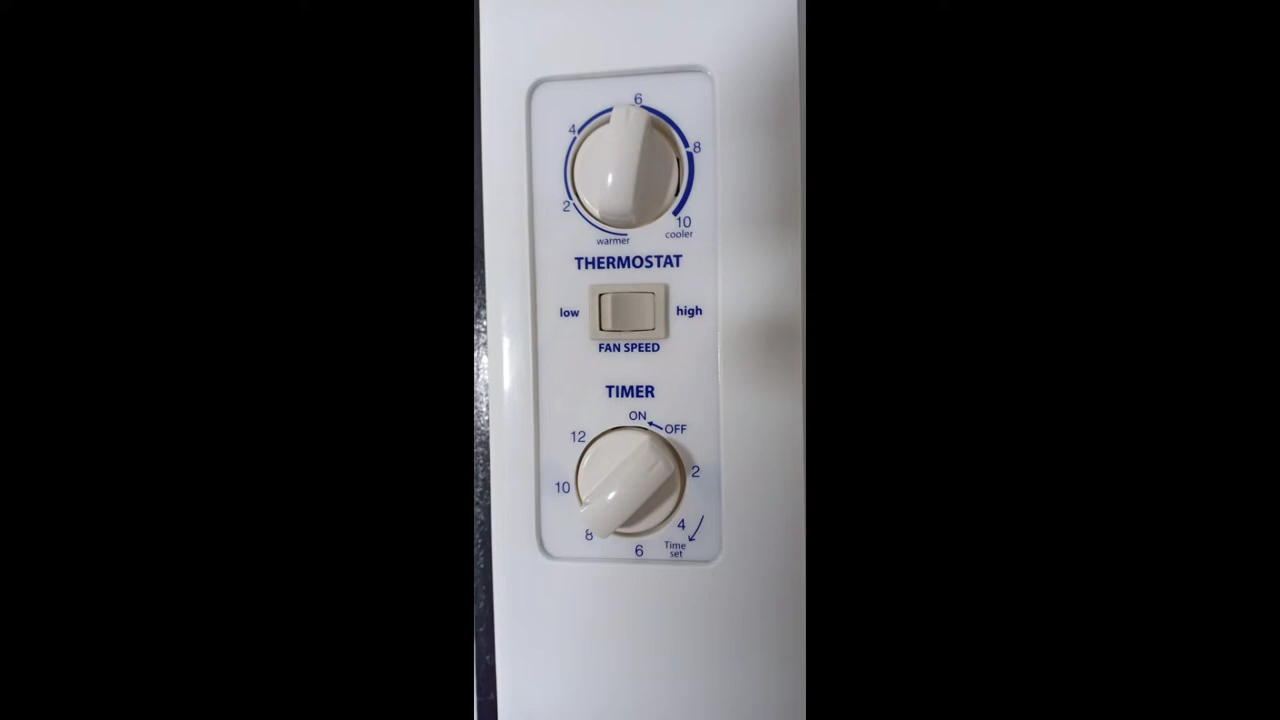 6
4
8
2
10
warmer
cooler
THERMOSTAT
low
high
FAN SPEED
TIMER
ON
OFF
12
2
10
4
8
Time
6
set